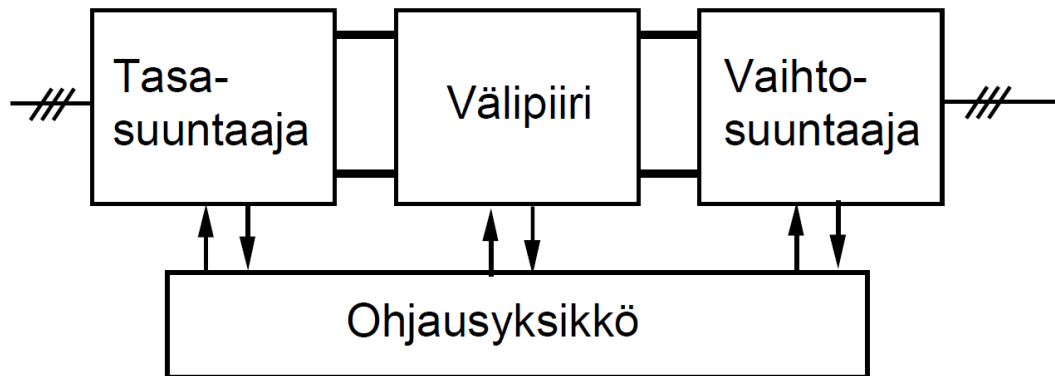 Tasa-
suuntaaja
Välipiiri
Vaihto-
suuntaaja
Ohjausyksikkö